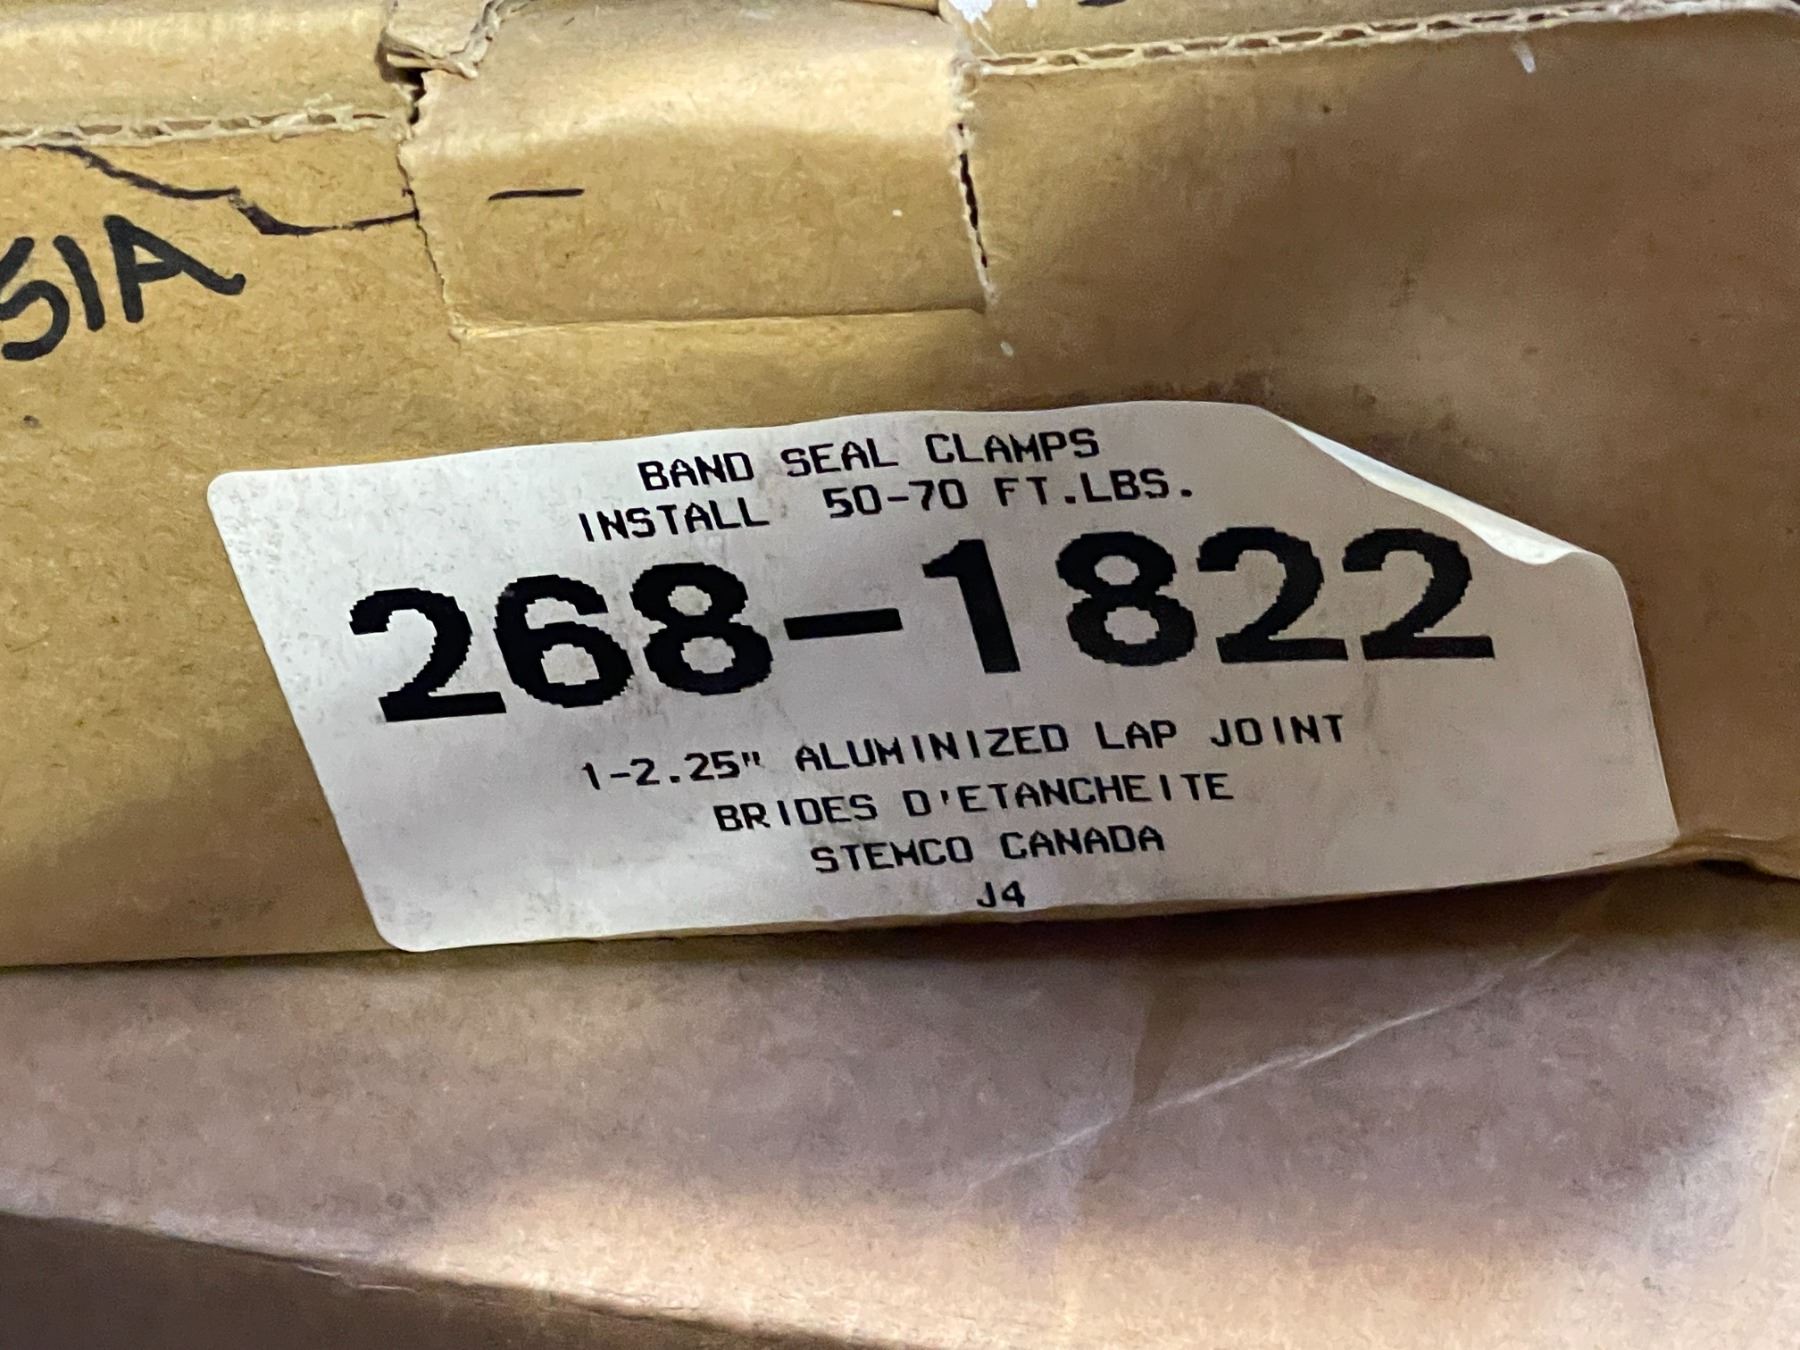 51A
BAND SEAL CLAMPS
INSTALL 50-70 FT.LBS.
268-1822
1-2.25" ALUMINIZED LAP JOINT
BRIDES D'ETANCHEITE
STEMCO CANADA
J4